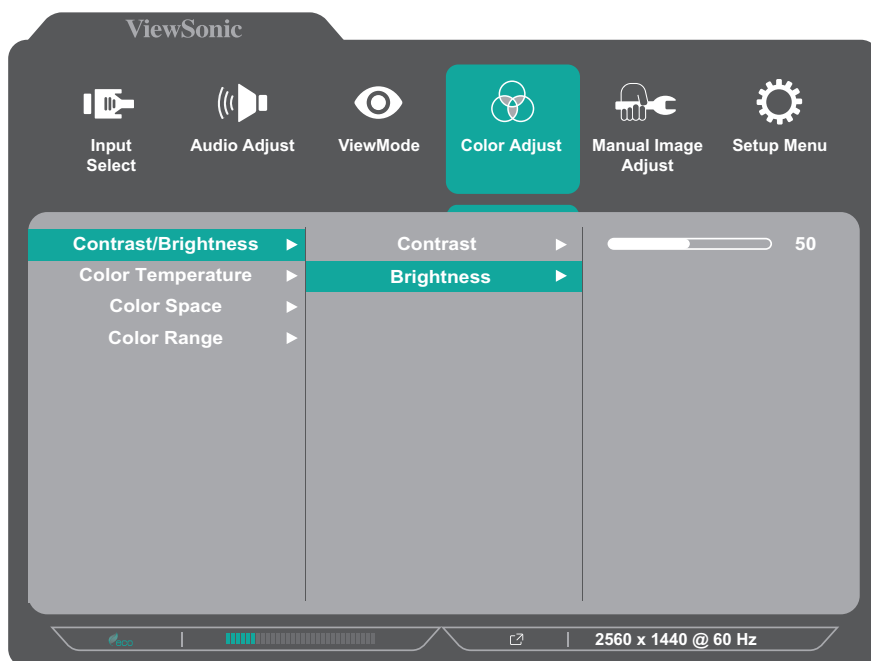 ViewSonic
Input Select
Audio Adjust
ViewMode
Color Adjust
Manual Image Adjust
Setup Menu
Contrast/Brightness
Contrast
50
Color Temperature
Brightness
Color Space
Color Range
eco
2560 x 1440 @ 60 Hz